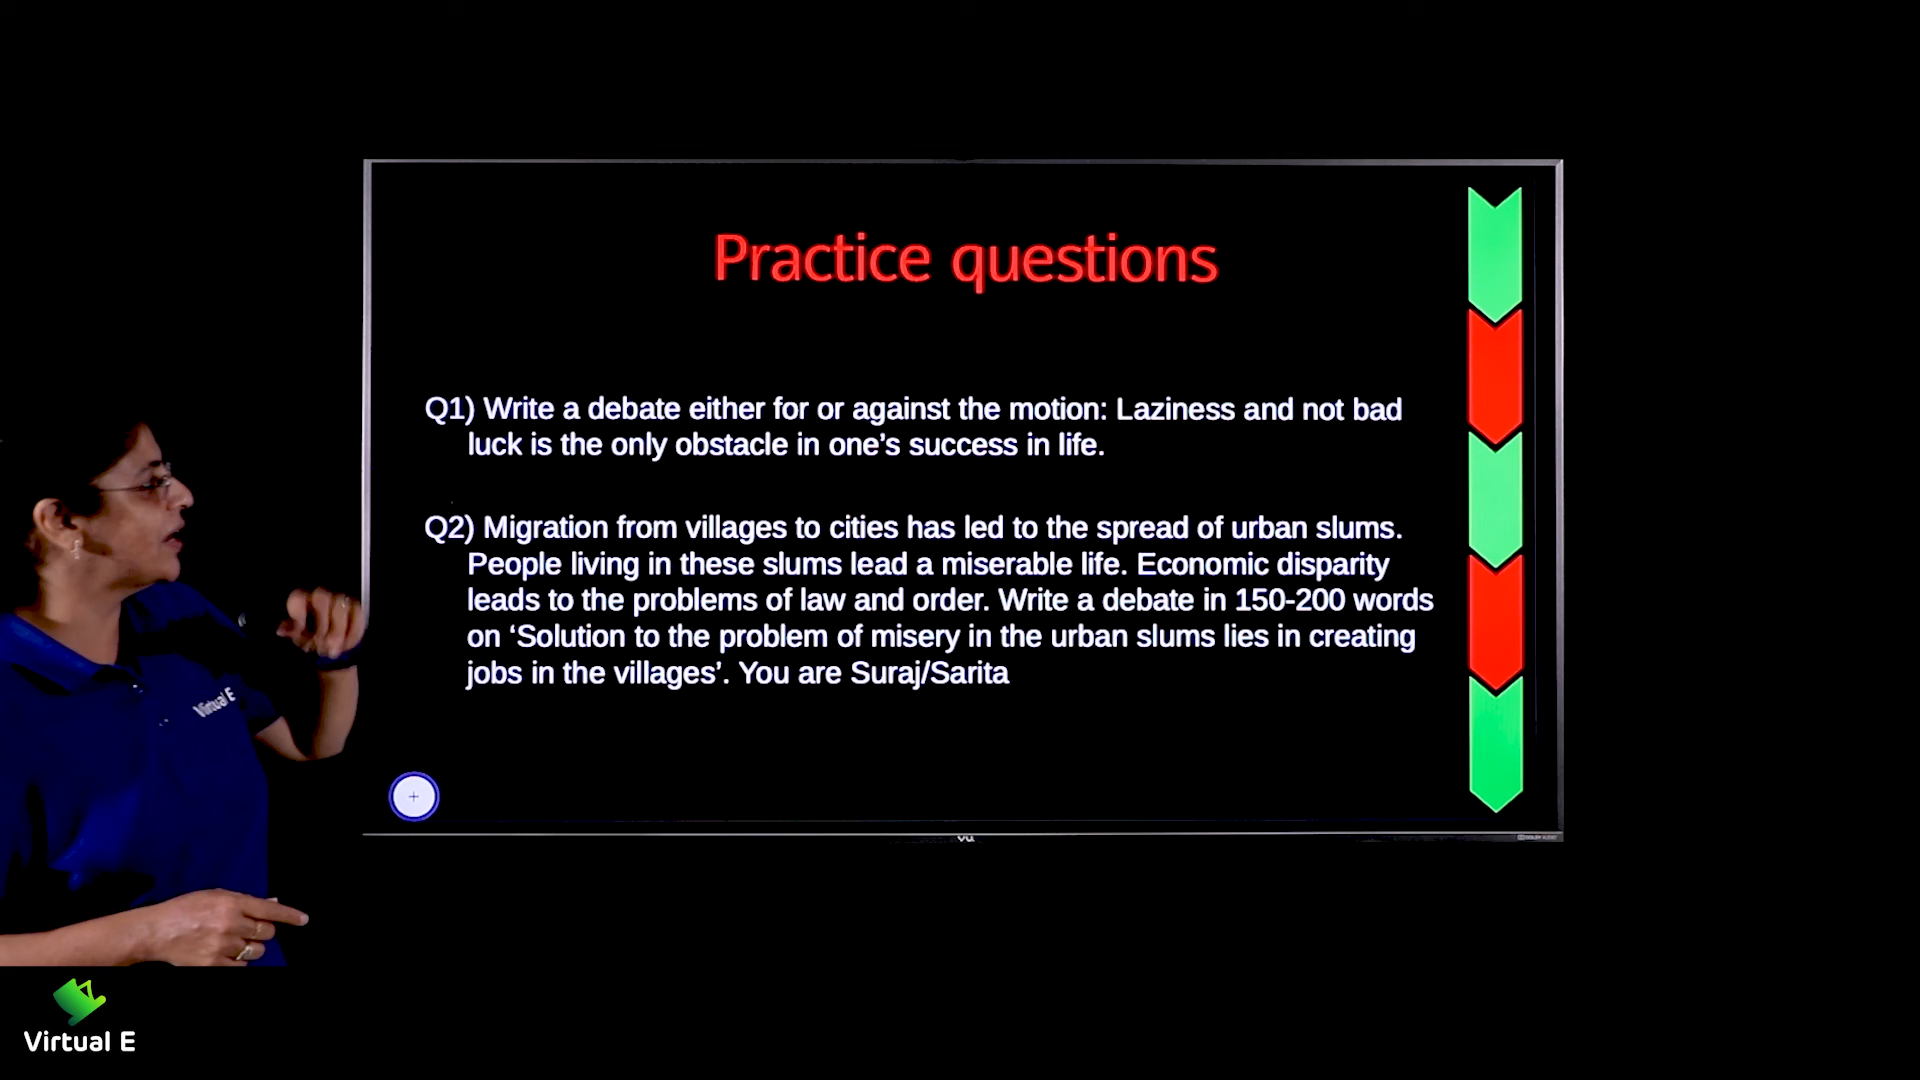 Practice questions
Q1) Write a debate either for or against the motion: Laziness and not bad
luck is the only obstacle in one’s success in life.
Q2) Migration from villages to cities has led to the spread of urban slums.
People living in these slums lead a miserable life. Economic disparity
leads to the problems of law and order. Write a debate in 150-200 words
on ‘Solution to the problem of misery in the urban slums lies in creating
jobs in the villages’. You are Suraj/Sarita
Virtual E
vu
Virtual E